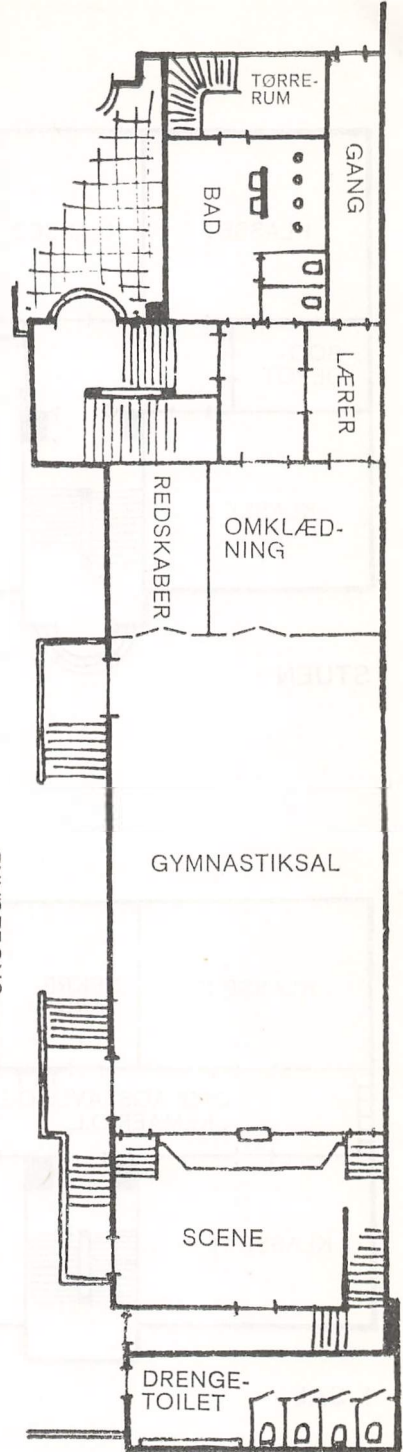 TØRRE-
RUM
GANG
BAD
LÆRER
REDSKABER
OMKLÆD-
NING
GYMNASTIKSAL
SCENE
DRENGE-
TOILET